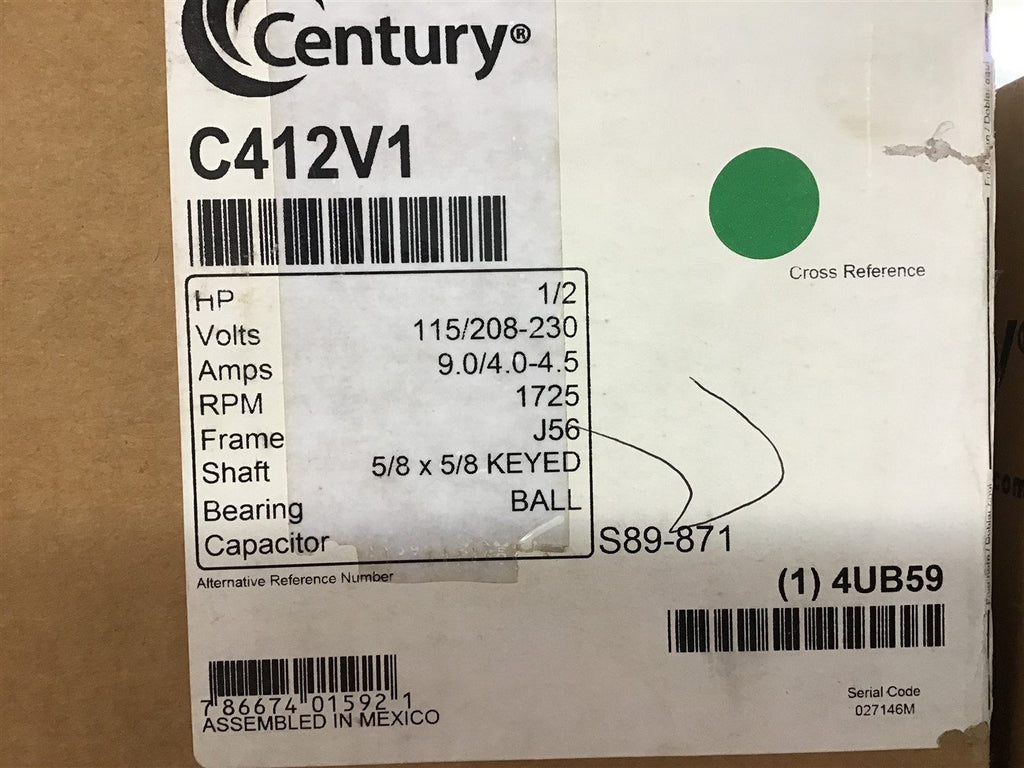 Century®
C412V1
Cross Reference
HP 1/2
Volts 115/208-230
Amps 9.0/4.0-4.5
RPM 1725
Frame J56
Shaft 5/8 x 5/8 KEYED
Bearing BALL
Capacitor S89-871
Alternative Reference Number
(1) 4UB59
7 86674 01592 1
ASSEMBLED IN MEXICO
Serial Code
027146M